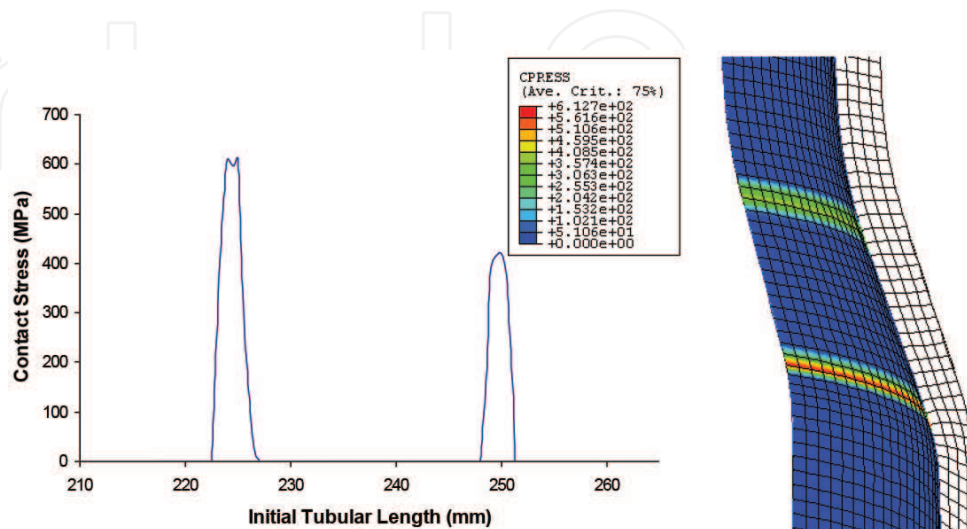 CPRESS
(Ave. Crit.: 75%)
+6.127e+02
+5.616e+02
+5.106e+02
+4.595e+02
+4.085e+02
+3.574e+02
+3.063e+02
+2.553e+02
+2.042e+02
+1.532e+02
+1.021e+02
+5.106e+01
+0.000e+00
700
600
500
400
300
200
100
0
Contact Stress (MPa)
210 220 230 240 250 260
Initial Tubular Length (mm)